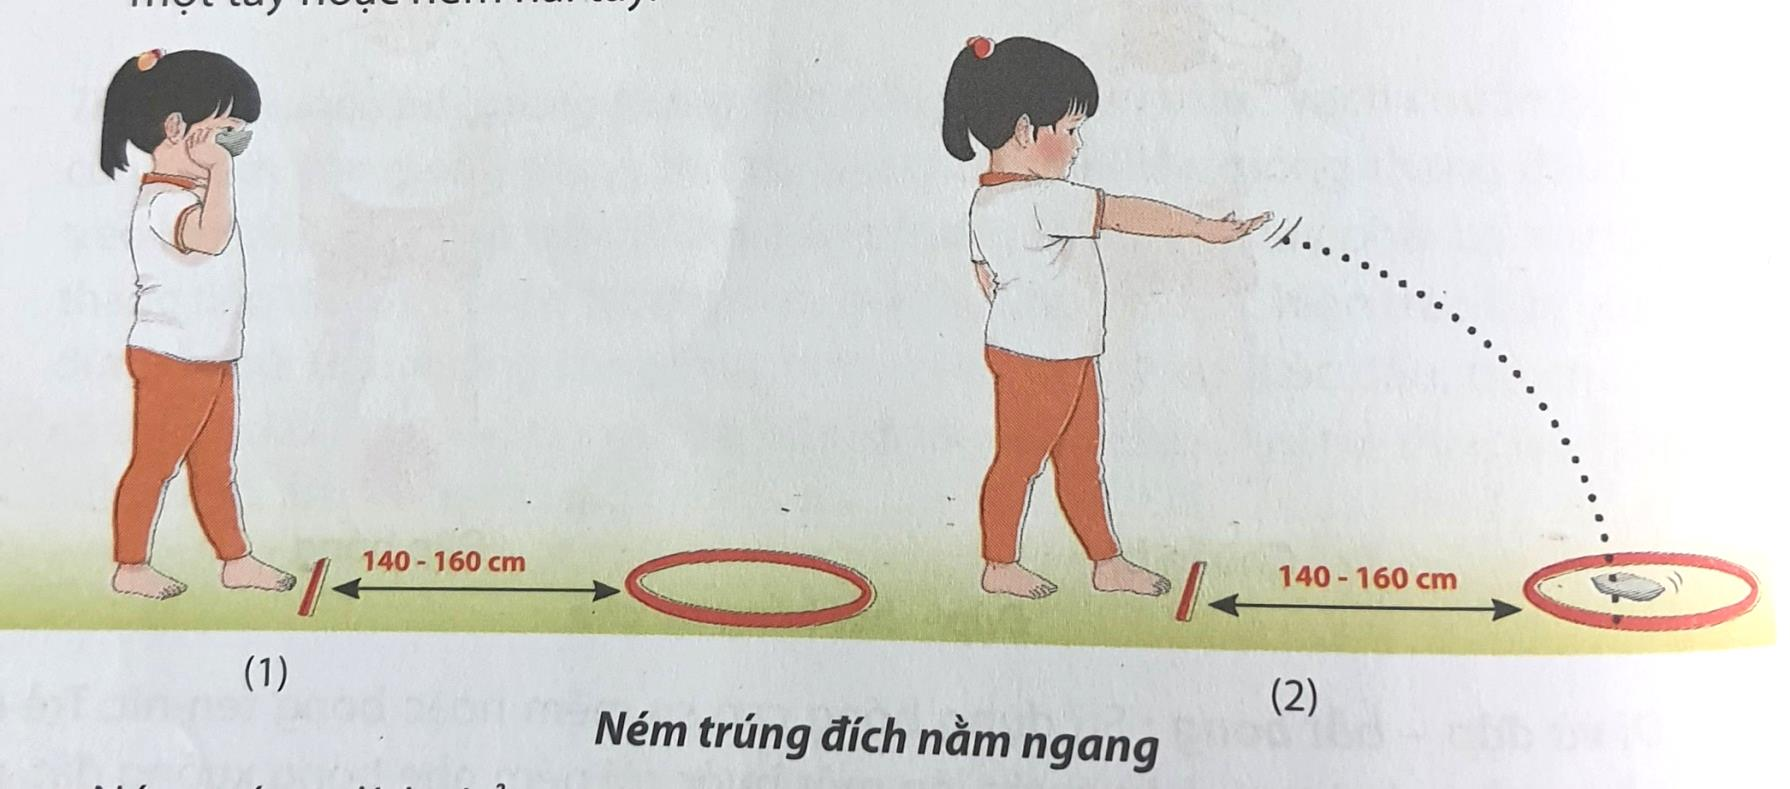 140 - 160 cm
140 - 160 cm
(1)
(2)
Ném trúng đích nằm ngang